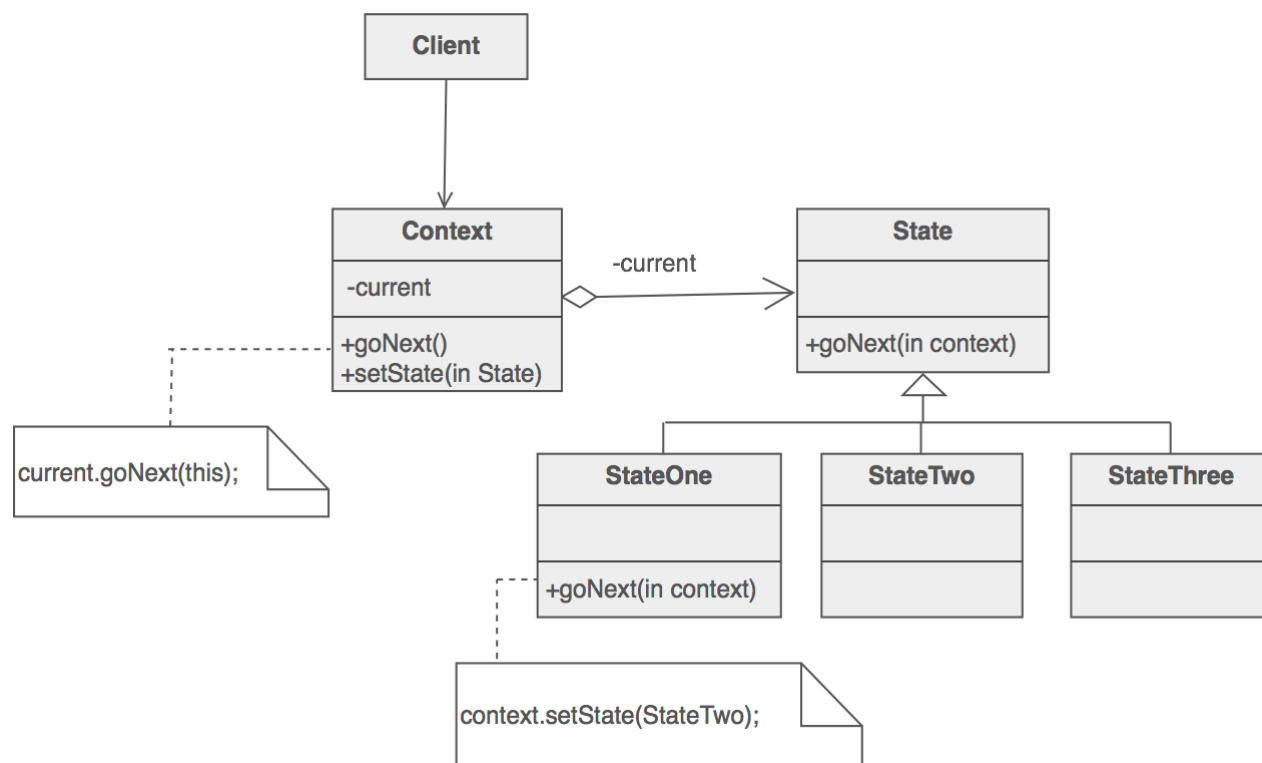 Client
Context
-current
+goNext()
+setState(in State)
-current
State
+goNext(in context)
current.goNext(this);
StateOne
+goNext(in context)
StateTwo
StateThree
context.setState(StateTwo);